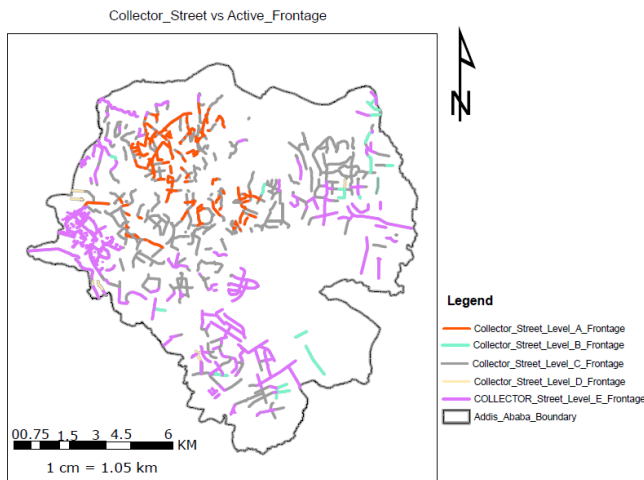 Collector_Street vs Active_Frontage
N
Legend
Collector_Street_Level_A_Frontage
Collector_Street_Level_B_Frontage
Collector_Street_Level_C_Frontage
Collector_Street_Level_D_Frontage
COLLECTOR_Street_Level_E_Frontage
Addis_Ababa_Boundary
00.75 1.5 3 4.5 6
KM
1 cm = 1.05 km